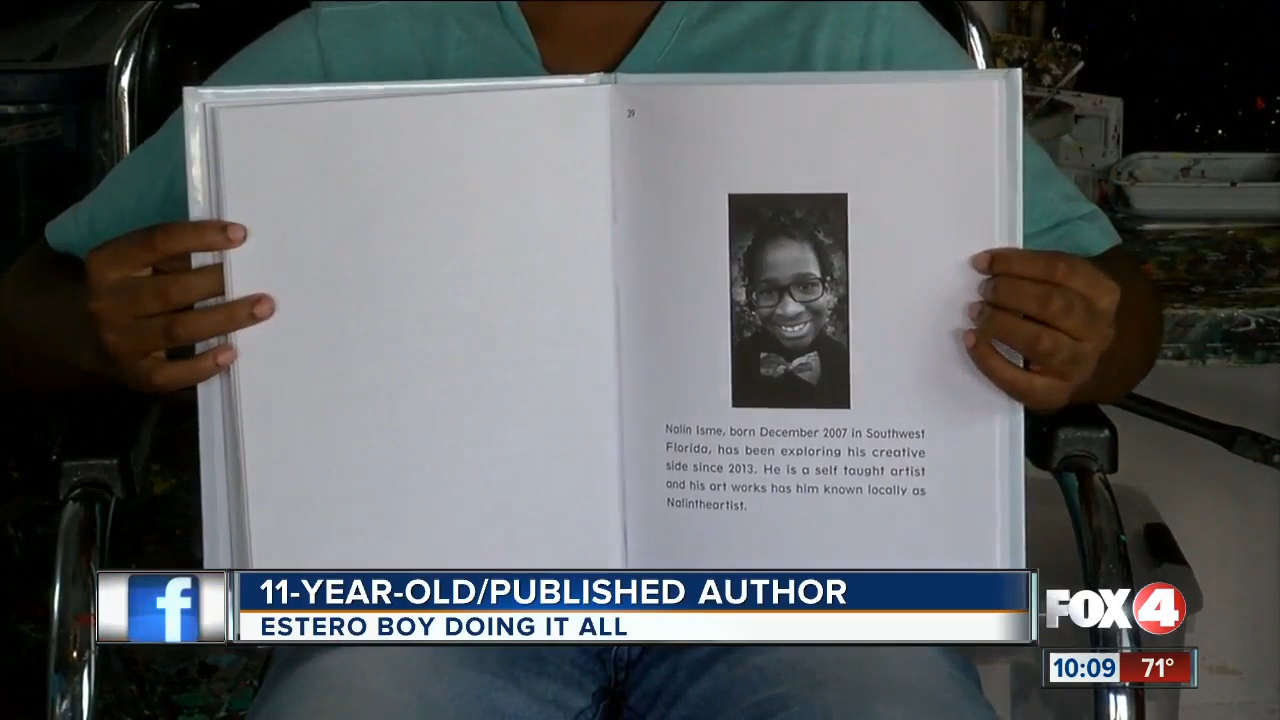 39
Nalin Isme, born December 2007 in Southwest
Florida, has been exploring his creative
side since 2013. He is a self taught artist
and his art works has him known locally as
Nalintheartist.
f
11-YEAR-OLD/PUBLISHED AUTHOR
ESTERO BOY DOING IT ALL
FOX 4
10:09 71°